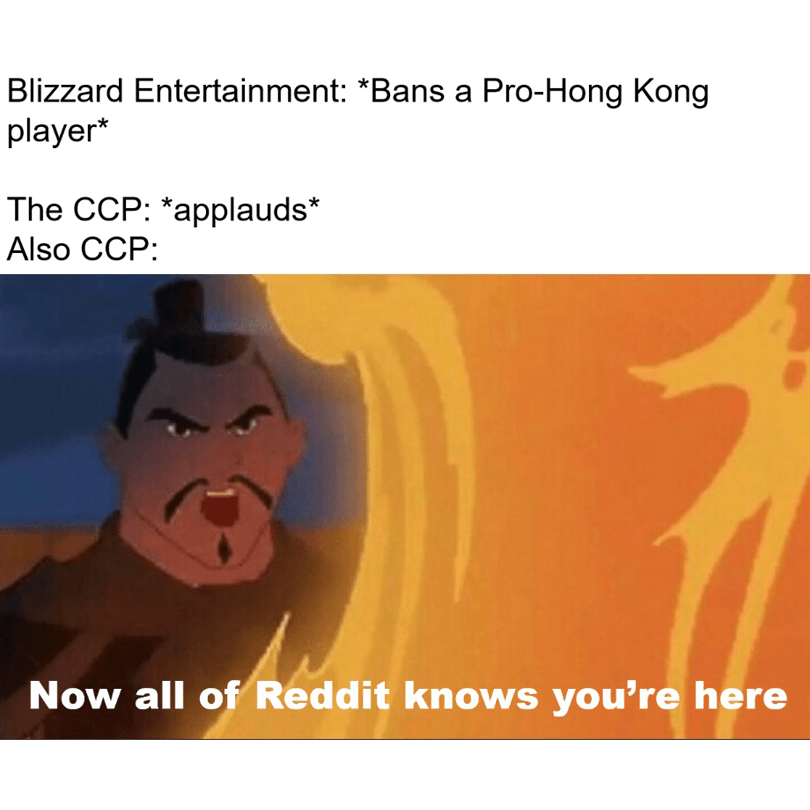 Blizzard Entertainment: *Bans a Pro-Hong Kong
player*
The CCP: *applauds*
Also CCP:
Now all of Reddit knows you’re here